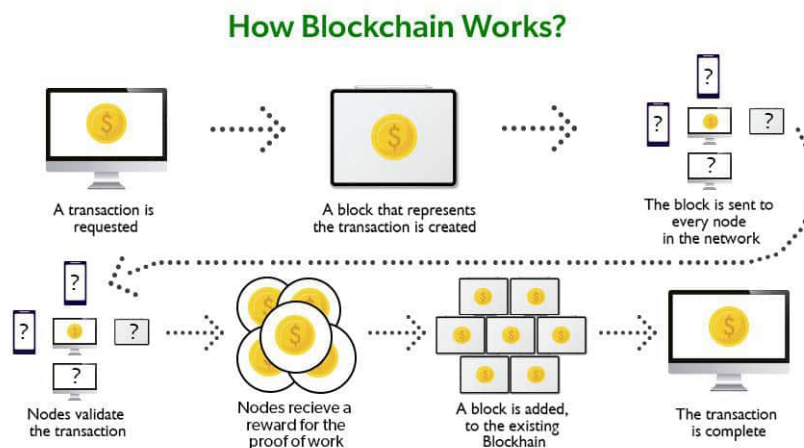 How Blockchain Works?
$
$
?
?
$
?
?
A transaction is
requested
A block that represents
the transaction is created
The block is sent to
every node
in the network
?
?
$
?
?
$
$
$
$
$
$
$
$
$
$
$
$
$
Nodes validate
the transaction
Nodes recieve a
reward for the
proof of work
A block is added,
to the existing
Blockhain
The transaction
is complete